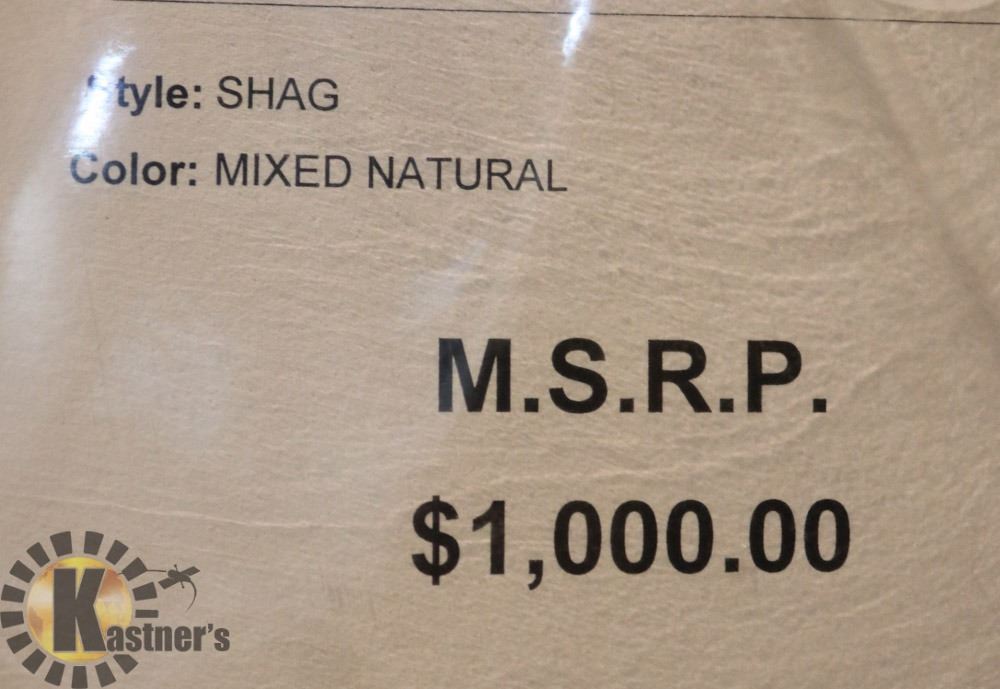 Style: SHAG
Color: MIXED NATURAL
M.S.R.P.
$1,000.00
Kastner's